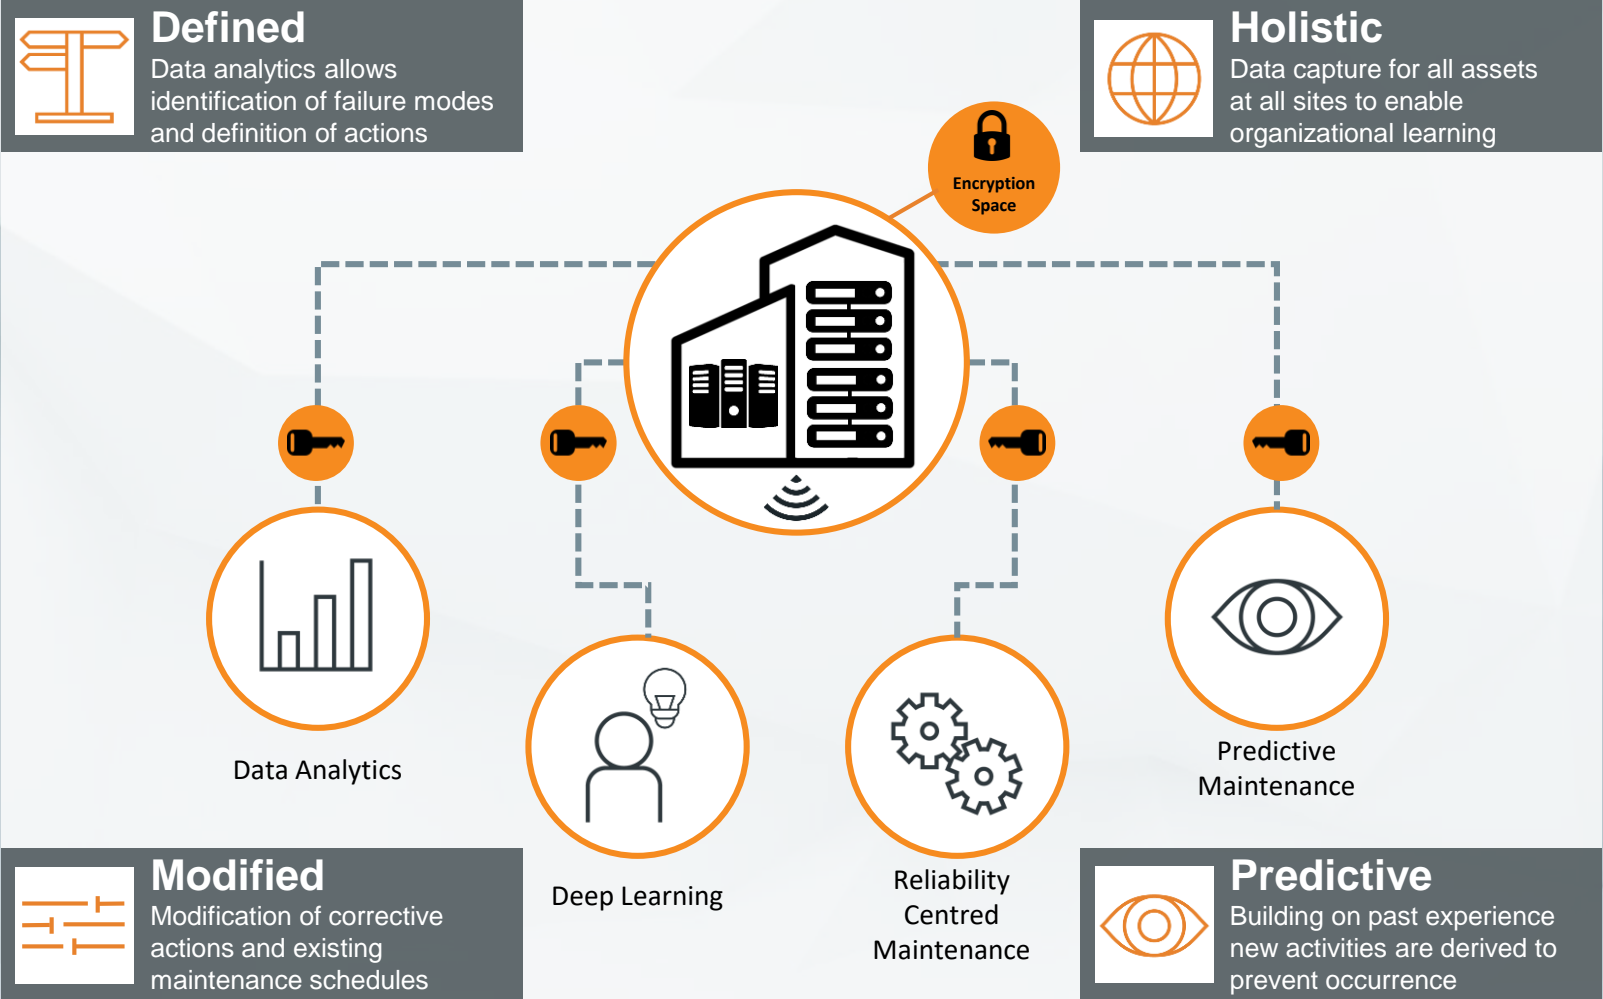 Defined
Data analytics allows
identification of failure modes
and definition of actions
Holistic
Data capture for all assets
at all sites to enable
organizational learning
Encryption
Space
Data Analytics
Deep Learning
Reliability
Centred
Maintenance
Predictive
Maintenance
Modified
Modification of corrective
actions and existing
maintenance schedules
Predictive
Building on past experience
new activities are derived to
prevent occurrence